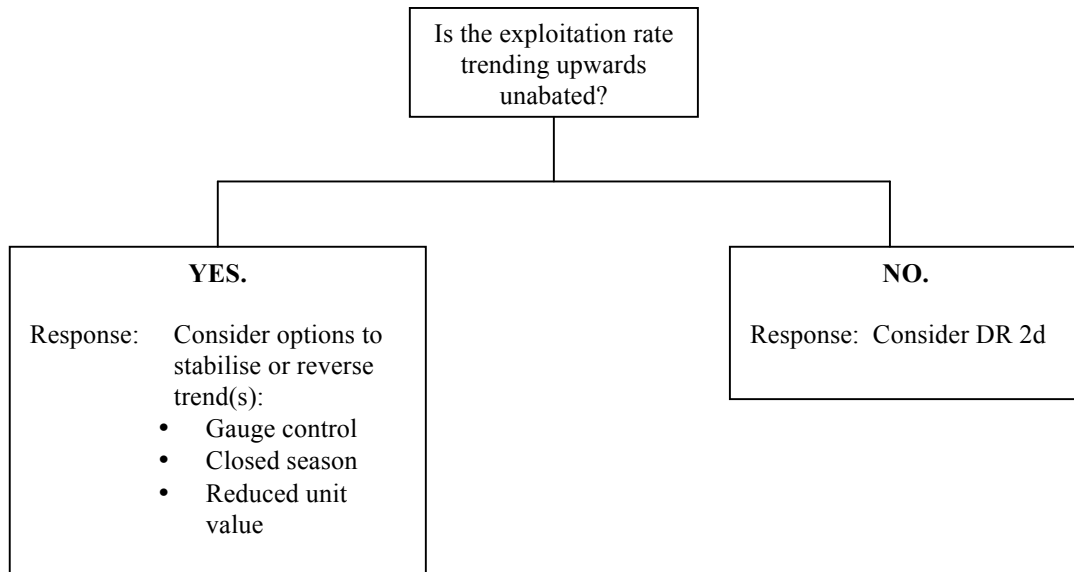 Is the exploitation rate
trending upwards
unabated?
YES.
Response: Consider options to
stabilise or reverse
trend(s):
• Gauge control
• Closed season
• Reduced unit
value
NO.
Response: Consider DR 2d